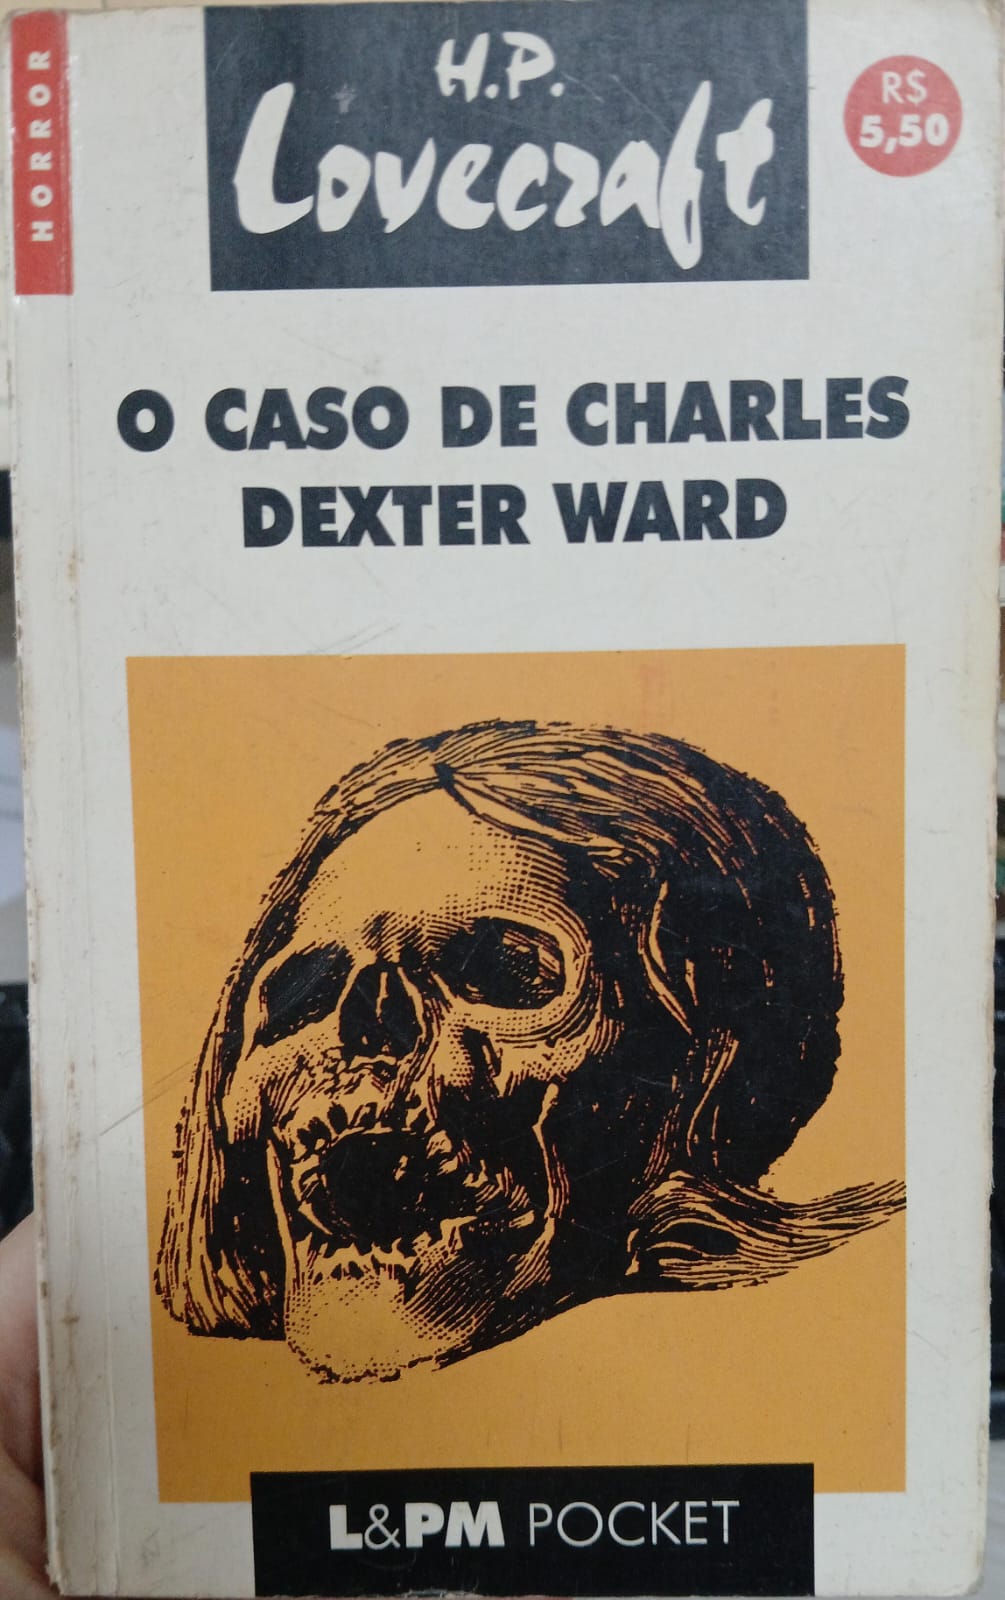 HORROR
H.P.
Lovecraft
R$
5,50
O CASO DE CHARLES
DEXTER WARD
L&PM POCKET